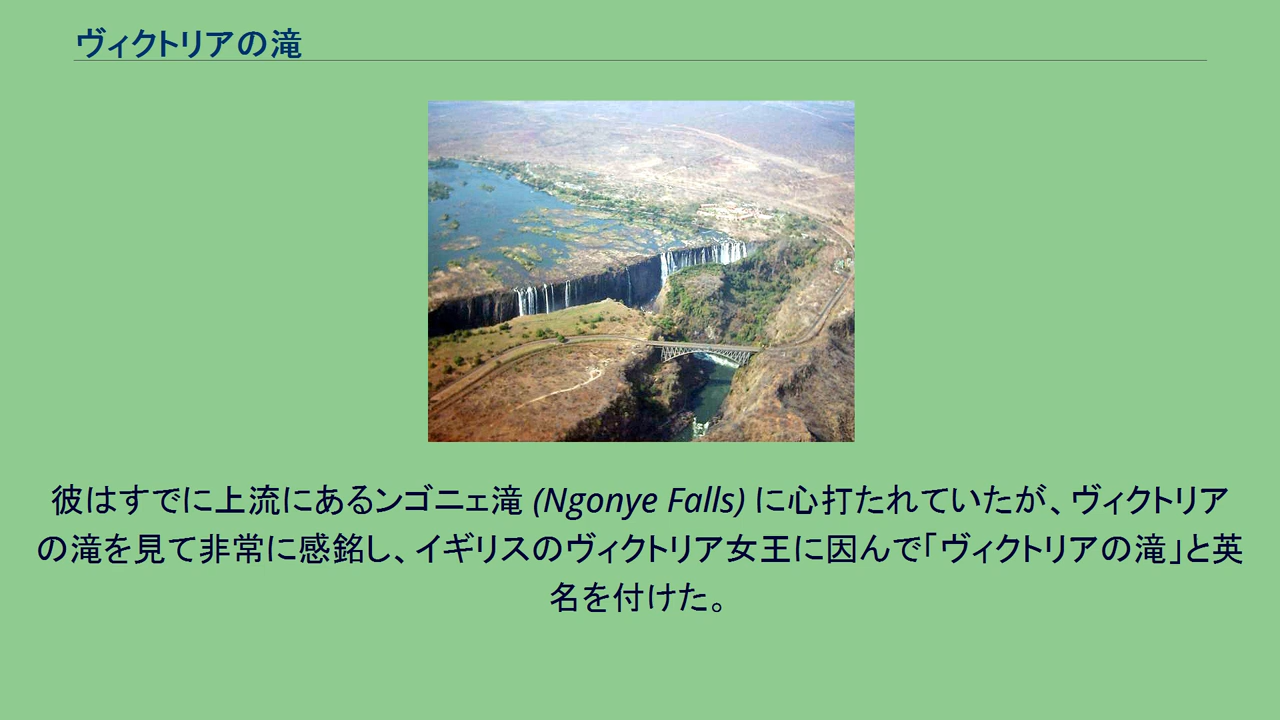 ヴィクトリアの滝
彼はすでに上流にあるンゴニェ滝 (Ngonye Falls) に心打たれていたが、ヴィクトリア
の滝を見て非常に感銘し、イギリスのヴィクトリア女王に因んで「ヴィクトリアの滝」と英
名を付けた。